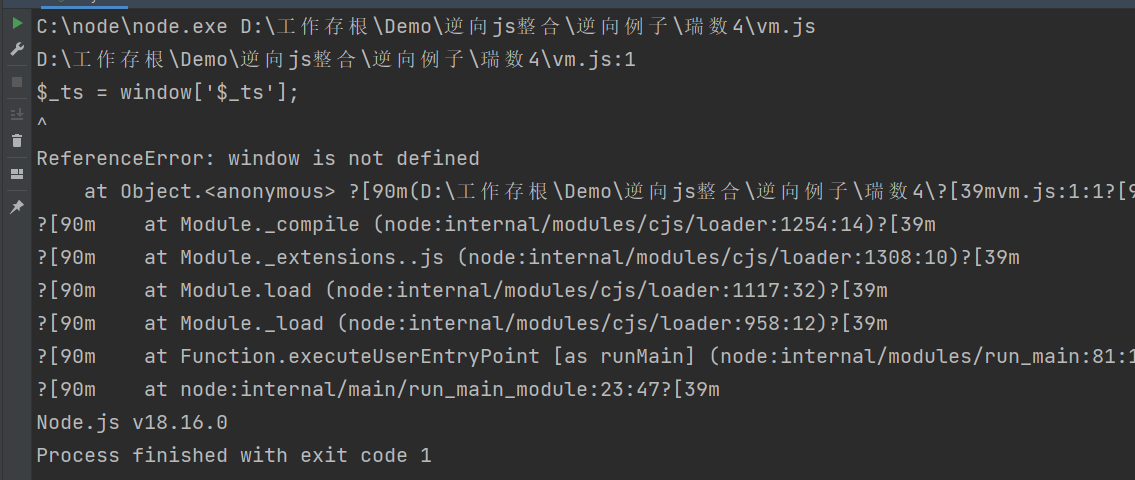 C:\node\node.exe D:\工作存根\Demo\逆向js整合\逆向例子\瑞数4\vm.js
D:\工作存根\Demo\逆向js整合\逆向例子\瑞数4\vm.js:1
$_ts = window['$_ts'];
^
ReferenceError: window is not defined
    at Object.<anonymous> ?[90m(D:\工作存根\Demo\逆向js整合\逆向例子\瑞数4\?[39mvm.js:1:1?[9
?[90m    at Module._compile (node:internal/modules/cjs/loader:1254:14)?[39m
?[90m    at Module._extensions..js (node:internal/modules/cjs/loader:1308:10)?[39m
?[90m    at Module.load (node:internal/modules/cjs/loader:1117:32)?[39m
?[90m    at Module._load (node:internal/modules/cjs/loader:958:12)?[39m
?[90m    at Function.executeUserEntryPoint [as runMain] (node:internal/modules/run_main:81:1
?[90m    at node:internal/main/run_main_module:23:47?[39m
Node.js v18.16.0
Process finished with exit code 1